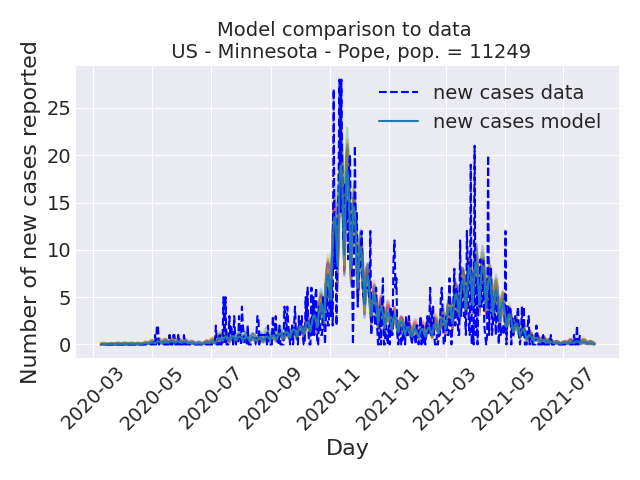 Model comparison to data
US - Minnesota - Pope, pop. = 11249
Number of new cases reported
25
20
15
10
5
0
new cases data
new cases model
2020-03
2020-05
2020-07
2020-09
2020-11
2021-01
2021-03
2021-05
2021-07
Day